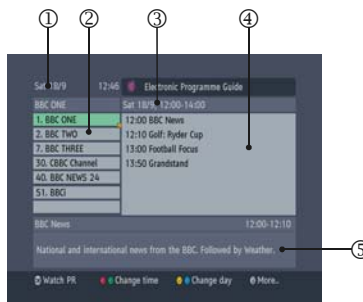 ① ② ③ ④
Sat 18/9 12:46 Electronic Programme Guide
BBC ONE Sat 18/9, 12:00-14:00
1. BBC ONE 12:00 BBC News
2. BBC TWO 12:10 Golf: Ryder Cup
7. BBC THREE 13:00 Football Focus
30. CBBC Channel 13:50 Grandstand
40. BBC NEWS 24
51. BBCi
BBC News 12:00-12:10
National and international news from the BBC. Followed by Weather.
⑤
Watch PR Change time Change day More..